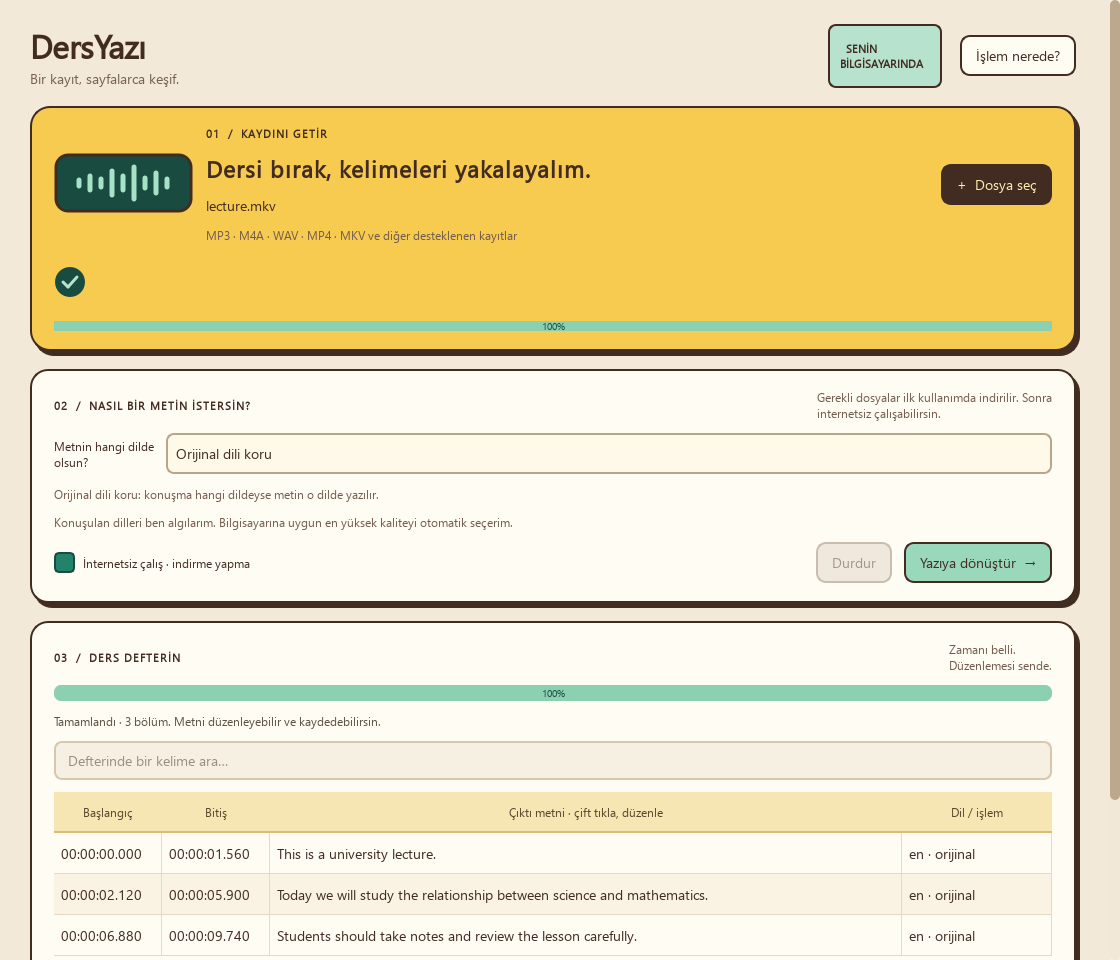 DersYazı
Bir kayıt, sayfalarca keşif.
SENİN
BİLGİSAYARINDA
İşlem nerede?
01 / KAYDINI GETİR
Dersi bırak, kelimeleri yakalayalım.
lecture.mkv
MP3 · M4A · WAV · MP4 · MKV ve diğer desteklenen kayıtlar
+ Dosya seç
100%
02 / NASIL BİR METİN İSTERSİN?
Gerekli dosyalar ilk kullanımda indirilir. Sonra
internetsiz çalışabilirsin.
Metnin hangi dilde
olsun?
Orijinal dili koru
Orijinal dili koru: konuşma hangi dildeyse metin o dilde yazılır.
Konuşulan dilleri ben algılarım. Bilgisayarına uygun en yüksek kaliteyi otomatik seçerim.
İnternetsiz çalış · indirme yapma
Durdur
Yazıya dönüştür →
03 / DERS DEFTERİN
Zamanı belli.
Düzenlemesi sende.
100%
Tamamlandı · 3 bölüm. Metni düzenleyebilir ve kaydedebilirsin.
Defterinde bir kelime ara...
Başlangıç Bitiş Çıktı metni · çift tıkla, düzenle Dil / işlem
00:00:00.000 00:00:01.560 This is a university lecture. en · orijinal
00:00:02.120 00:00:05.900 Today we will study the relationship between science and mathematics. en · orijinal
00:00:06.880 00:00:09.740 Students should take notes and review the lesson carefully. en · orijinal